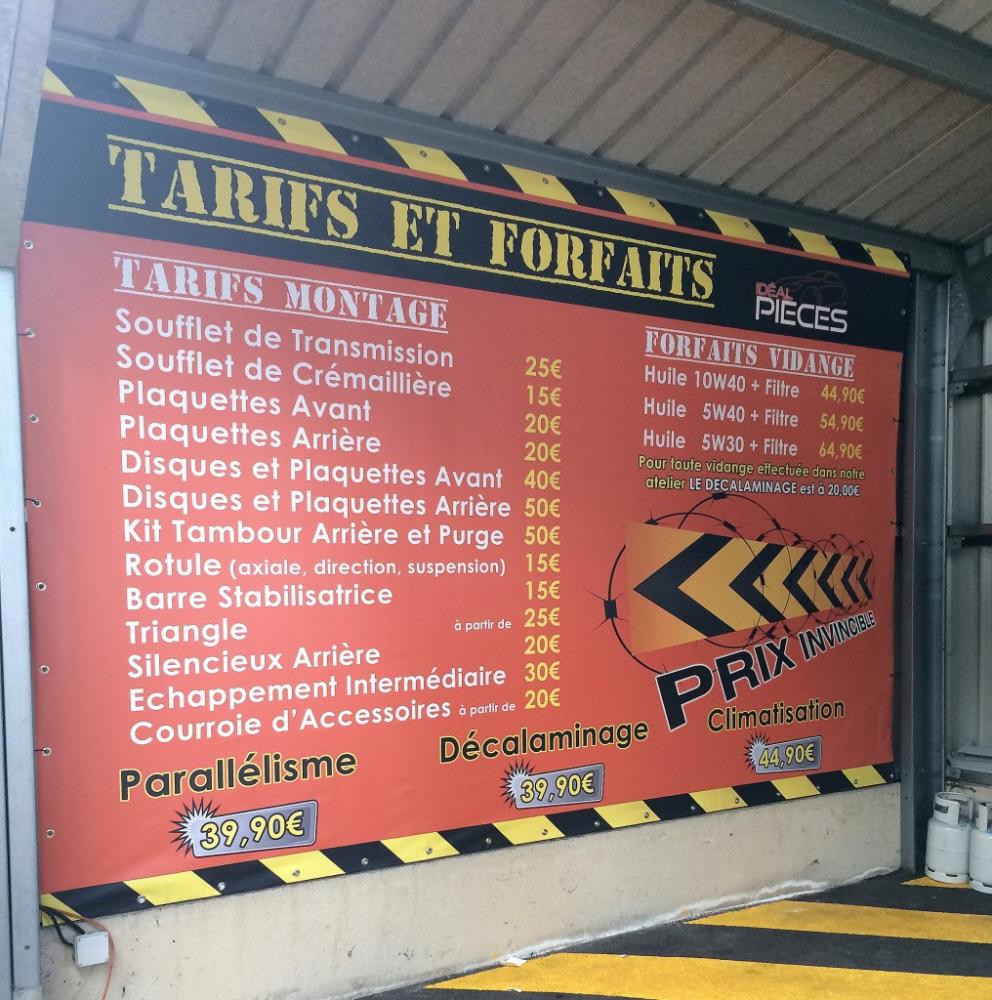 TARIFS ET FORFAITS
IDÉAL
PIÈCES
TARIFS MONTAGE
Soufflet de Transmission 25€
Soufflet de Crémaillière 15€
Plaquettes Avant 20€
Plaquettes Arrière 20€
Disques et Plaquettes Avant 40€
Disques et Plaquettes Arrière 50€
Kit Tambour Arrière et Purge 50€
Rotule (axiale, direction, suspension) 15€
Barre Stabilisatrice 15€
Triangle à partir de 25€
Silencieux Arrière 20€
Echappement Intermédiaire 30€
Courroie d'Accessoires à partir de 20€
FORFAITS VIDANGE
Huile 10W40 + Filtre 44,90€
Huile 5W40 + Filtre 54,90€
Huile 5W30 + Filtre 64,90€
Pour toute vidange effectuée dans notre
atelier LE DECALAMINAGE est à 20,00€
PRIX INVINCIBLE
Parallélisme
39,90€
Décalaminage
39,90€
Climatisation
44,90€